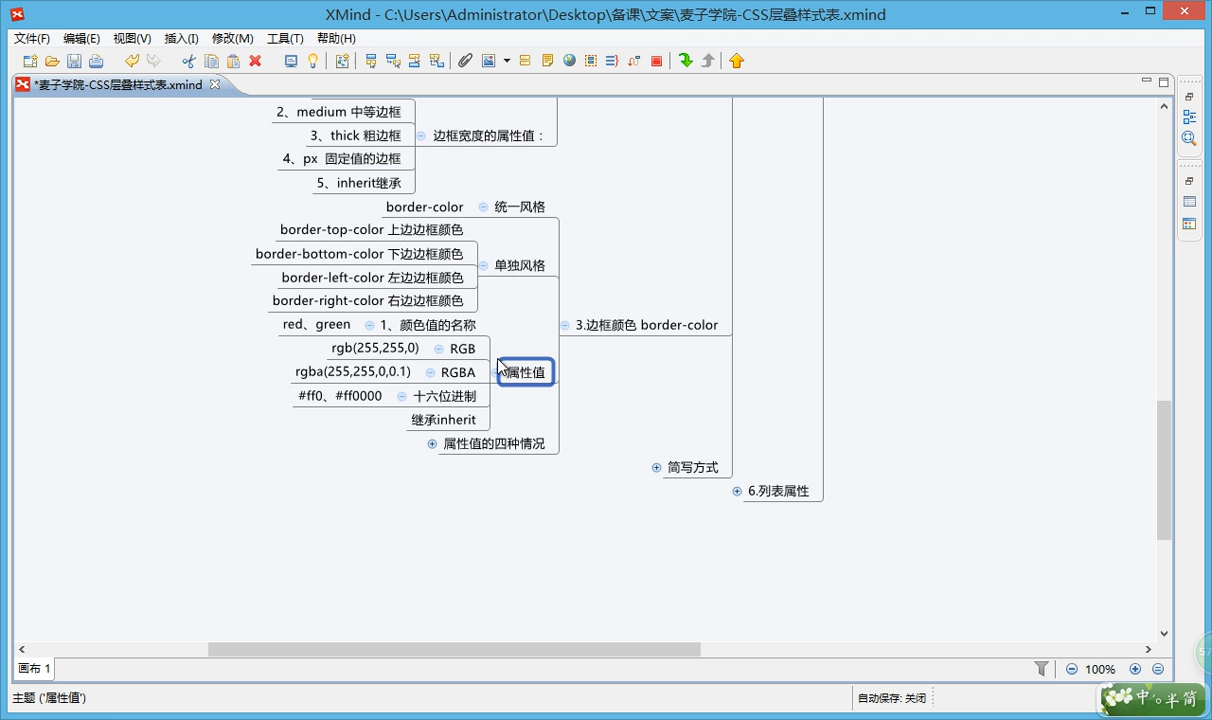 XMind - C:\Users\Administrator\Desktop\备课\文案\麦子学院-CSS层叠样式表.xmind
文件(F) 编辑(E) 视图(V) 插入(I) 修改(M) 工具(T) 帮助(H)
*麦子学院-CSS层叠样式表.xmind
2、medium 中等边框
3、thick 粗边框 边框宽度的属性值：
4、px 固定值的边框
5、inherit继承
border-color 统一风格
border-top-color 上边边框颜色
border-bottom-color 下边边框颜色
单独风格
border-left-color 左边边框颜色
border-right-color 右边边框颜色
red、green 1、颜色值的名称 3.边框颜色 border-color
rgb(255,255,0) RGB
rgba(255,255,0,0.1) RGBA 属性值
#ff0、#ff0000 十六位进制
继承inherit
属性值的四种情况
简写方式
6.列表属性
画布 1
100%
主题 ('属性值')
自动保存: 关闭
中 半 简
57